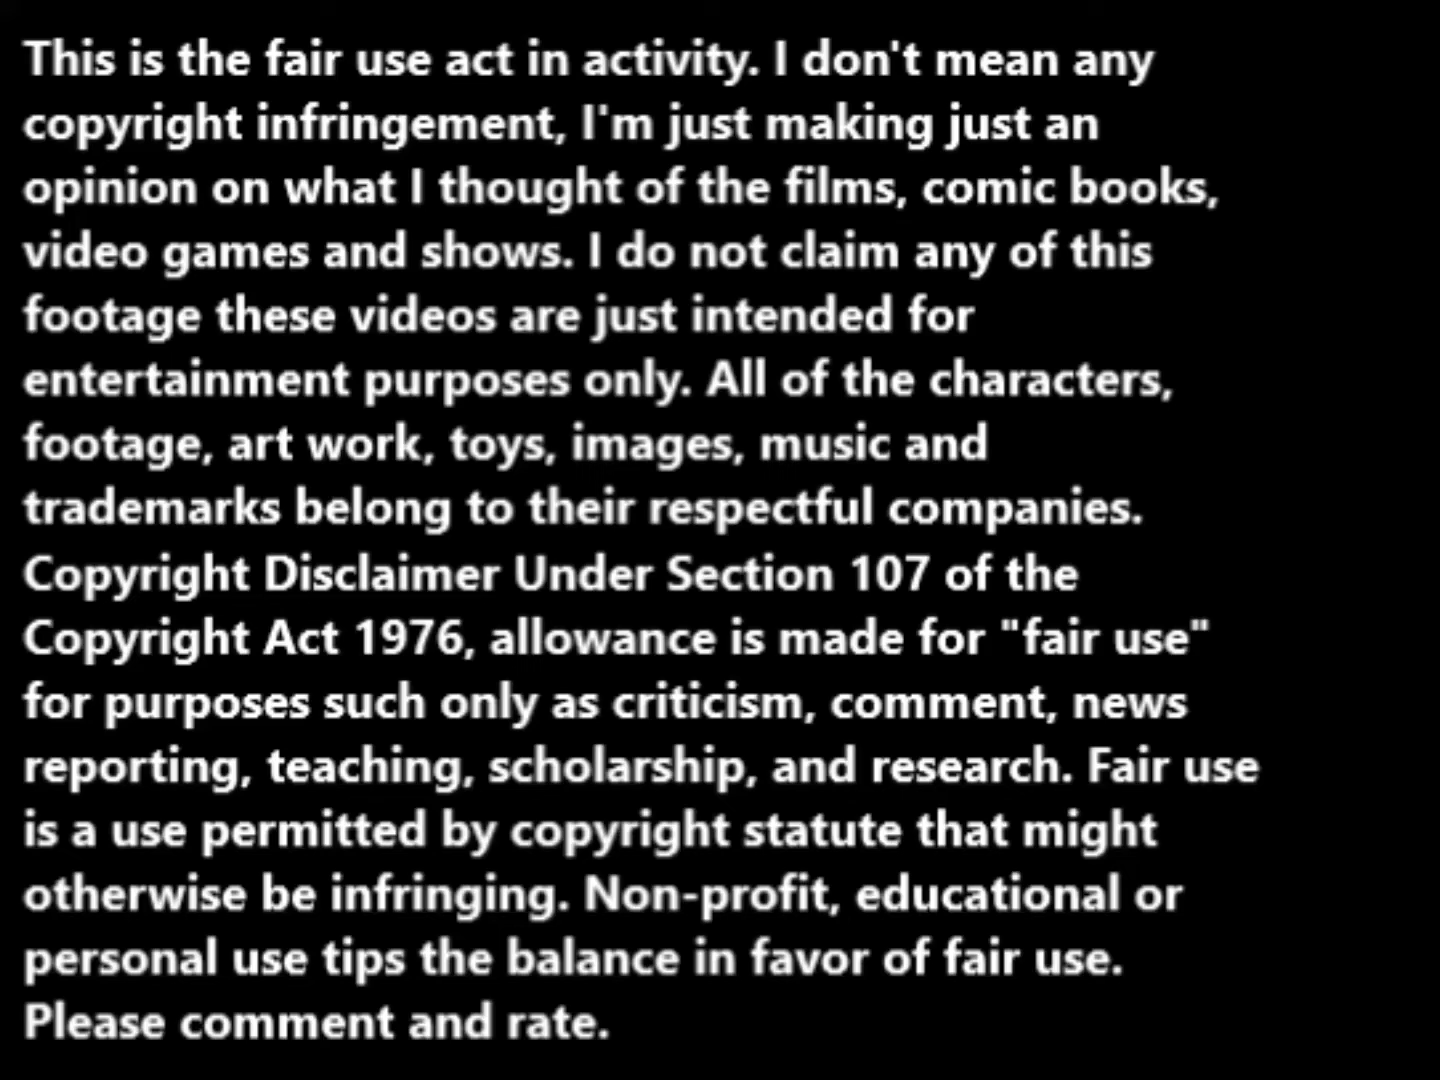 This is the fair use act in activity. I don't mean any
copyright infringement, I'm just making just an
opinion on what I thought of the films, comic books,
video games and shows. I do not claim any of this
footage these videos are just intended for
entertainment purposes only. All of the characters,
footage, art work, toys, images, music and
trademarks belong to their respectful companies.
Copyright Disclaimer Under Section 107 of the
Copyright Act 1976, allowance is made for "fair use"
for purposes such only as criticism, comment, news
reporting, teaching, scholarship, and research. Fair use
is a use permitted by copyright statute that might
otherwise be infringing. Non-profit, educational or
personal use tips the balance in favor of fair use.
Please comment and rate.